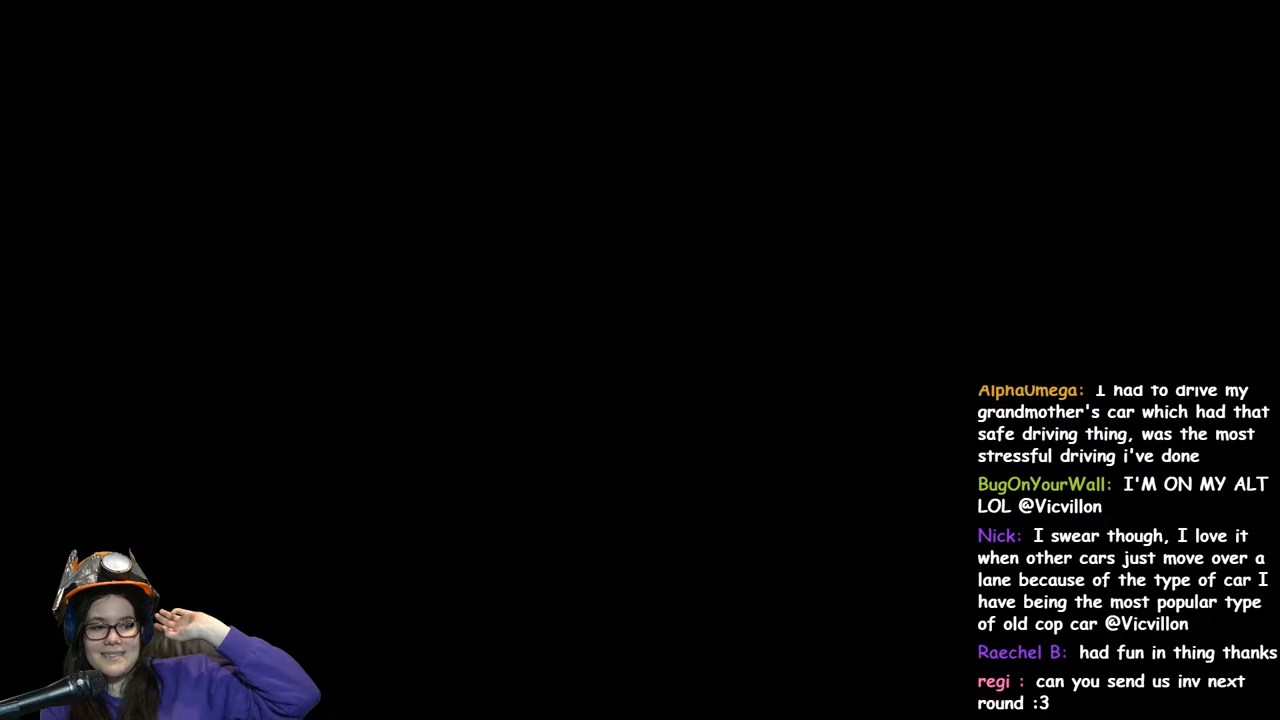 AlphaOmega: I had to drive my
grandmother's car which had that
safe driving thing, was the most
stressful driving i've done
BugOnYourWall: I'M ON MY ALT
LOL @Vicvillon
Nick: I swear though, I love it
when other cars just move over a
lane because of the type of car I
have being the most popular type
of old cop car @Vicvillon
Raechel B: had fun in thing thanks
regi : can you send us inv next
round :3